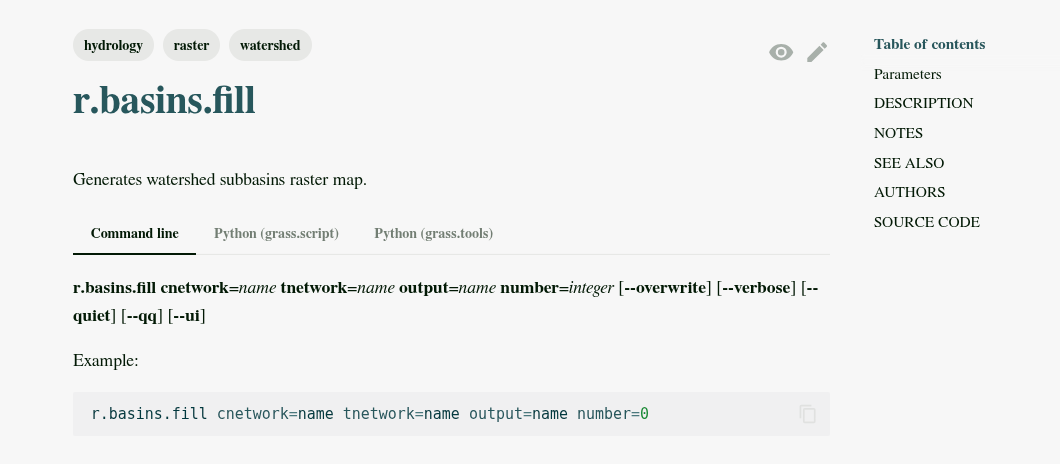 hydrology raster watershed
r.basins.fill
Generates watershed subbasins raster map.
Command line Python (grass.script) Python (grass.tools)
r.basins.fill cnetwork=name tnetwork=name output=name number=integer [--overwrite] [--verbose] [--
quiet] [--qq] [--ui]
Example:
r.basins.fill cnetwork=name tnetwork=name output=name number=0
Table of contents
Parameters
DESCRIPTION
NOTES
SEE ALSO
AUTHORS
SOURCE CODE